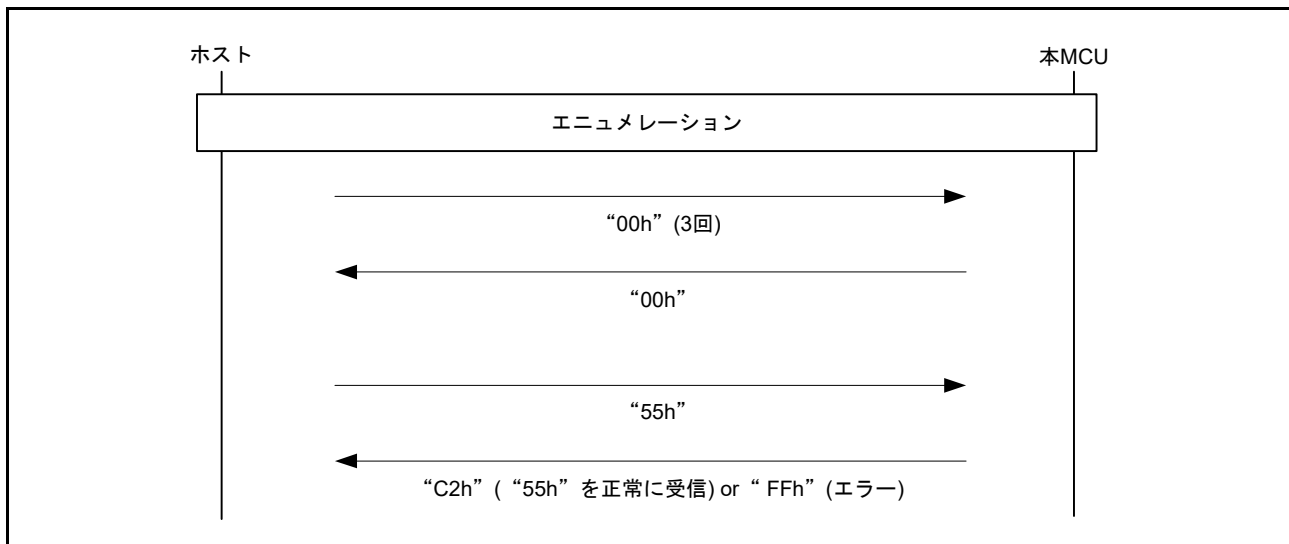 ホスト
本MCU
エニュメレーション
“00h” (3回)
“00h”
“55h”
“C2h” ( “55h” を正常に受信) or “ FFh” (エラー)